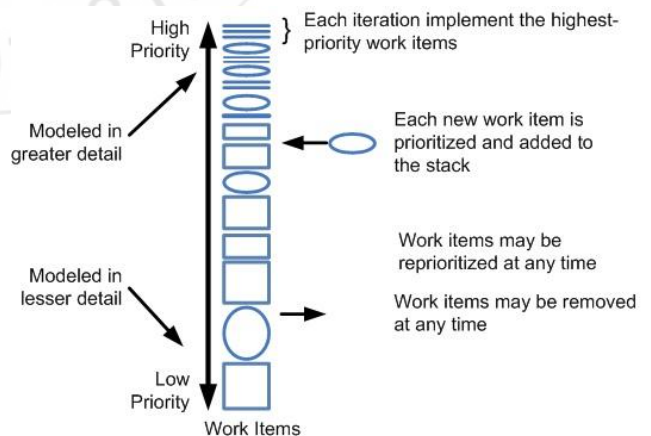 High
Priority
Each iteration implement the highest-
priority work items
Modeled in
greater detail
Each new work item is
prioritized and added to
the stack
Work items may be
reprioritized at any time
Modeled in
lesser detail
Work items may be removed
at any time
Low
Priority
Work Items